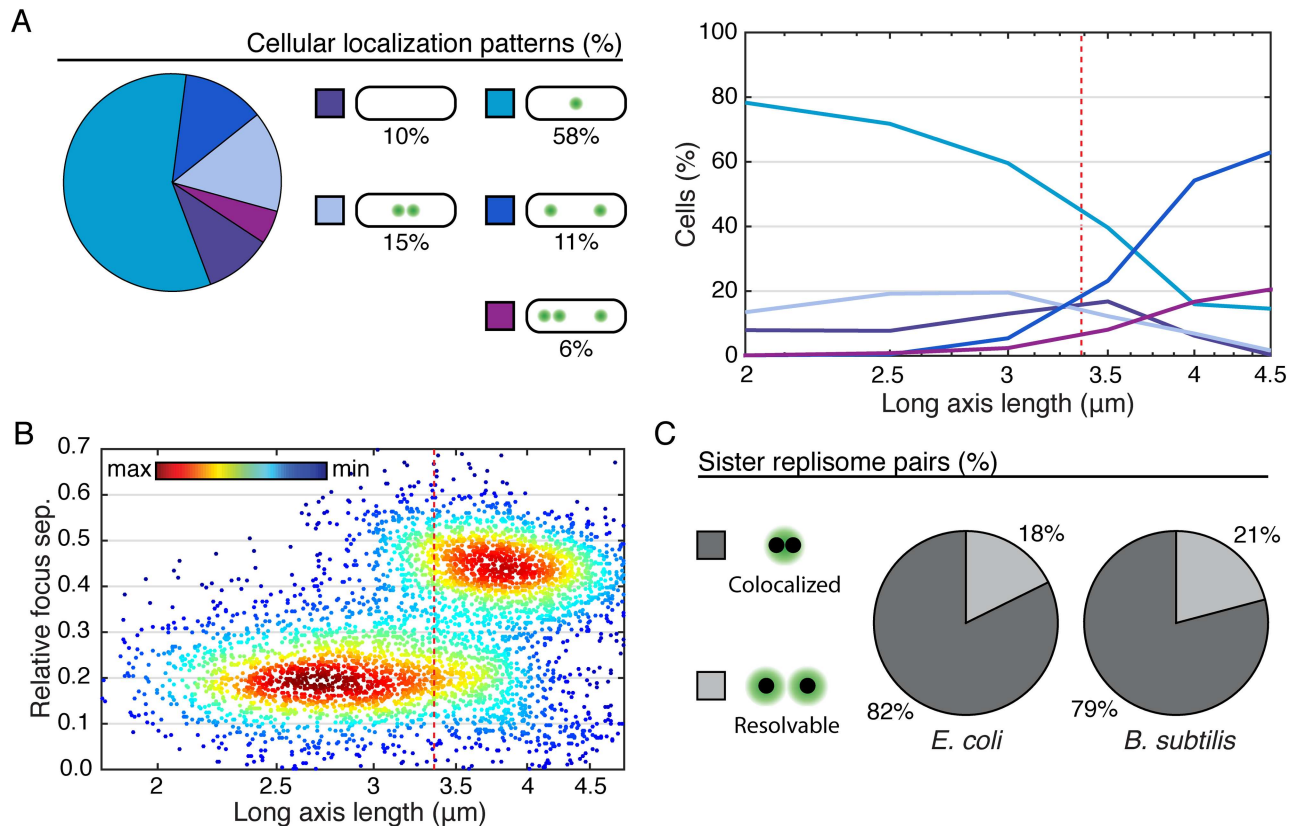 A
Cellular localization patterns (%)
10%
58%
15%
11%
6%
100
80
60
40
20
0
Cells (%)
2 2.5 3 3.5 4 4.5
Long axis length (µm)
B
0.7
0.6
0.5
0.4
0.3
0.2
0.1
0.0
Relative focus sep.
max min
2 2.5 3 3.5 4 4.5
Long axis length (µm)
C
Sister replisome pairs (%)
Colocalized
Resolvable
18%
82%
E. coli
21%
79%
B. subtilis